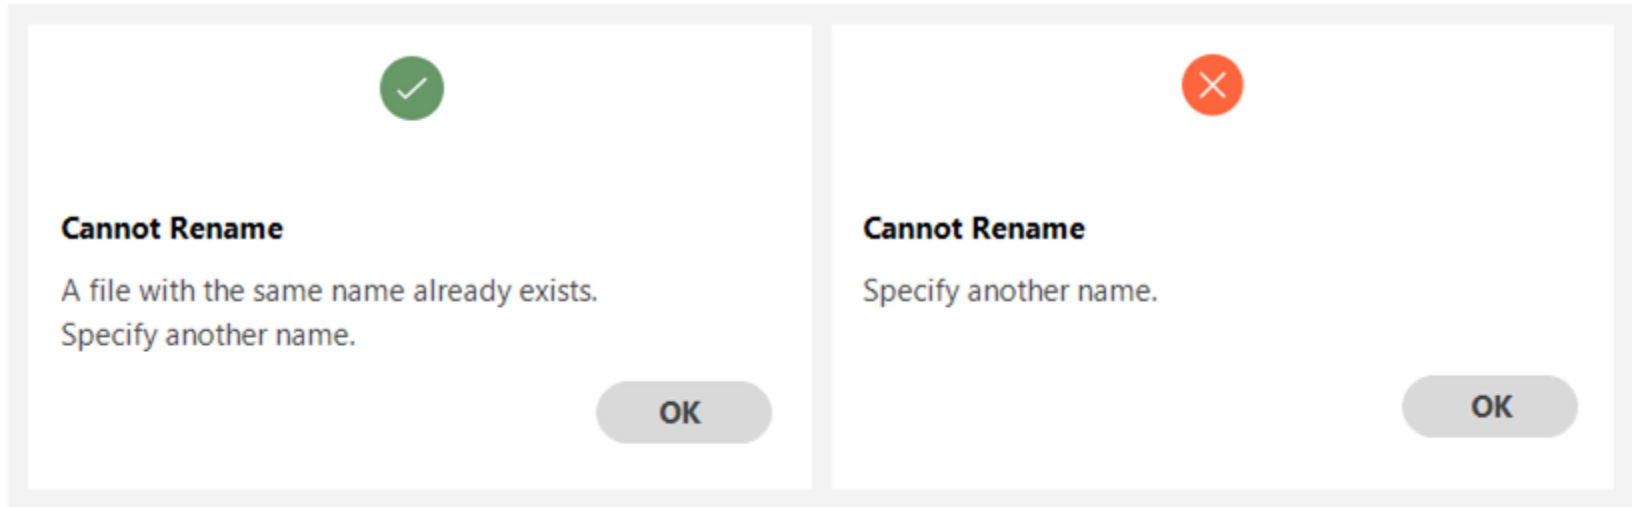 Cannot Rename
A file with the same name already exists.
Specify another name.
OK
Cannot Rename
Specify another name.
OK